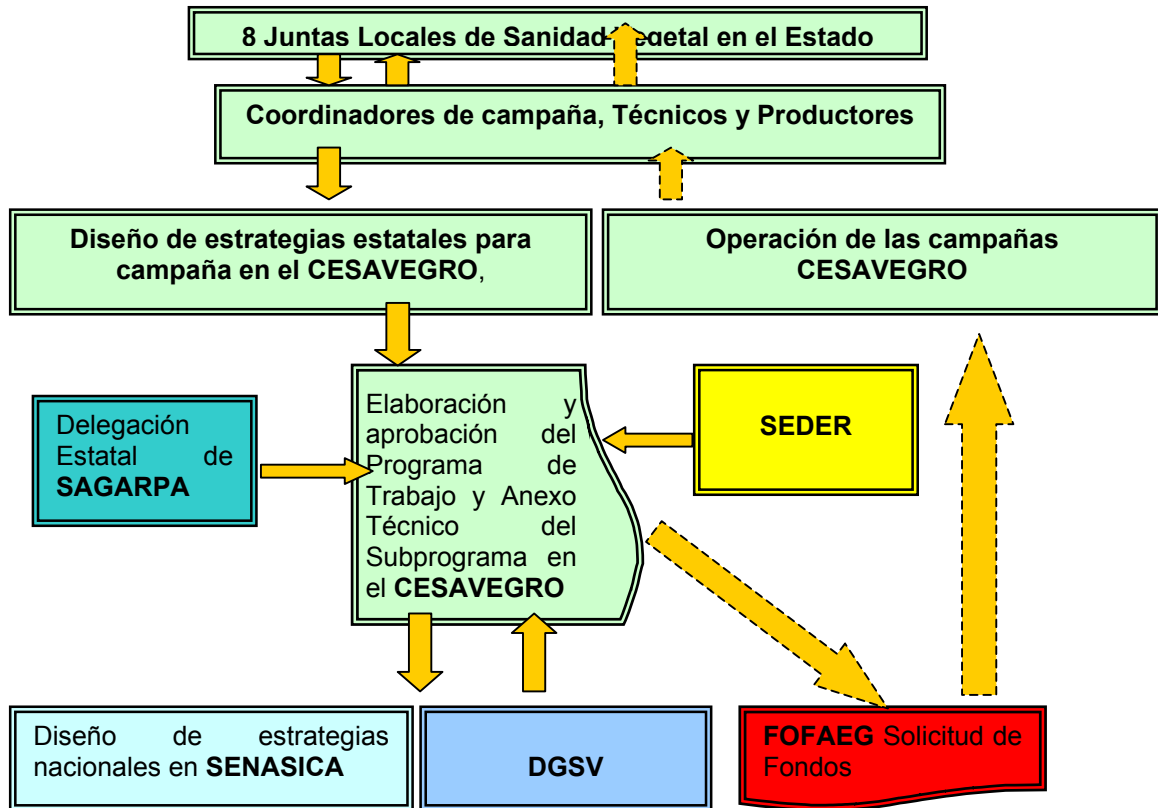 8 Juntas Locales de Sanidad Vegetal en el Estado
Coordinadores de campaña, Técnicos y Productores
Diseño de estrategias estatales para
campaña en el CESAVEGRO,
Operación de las campañas
CESAVEGRO
Delegación
Estatal de
SAGARPA
Elaboración y
aprobación del
Programa de
Trabajo y Anexo
Técnico del
Subprograma en
el CESAVEGRO
SEDER
Diseño de estrategias
nacionales en SENASICA
DGSV
FOFAEG Solicitud de
Fondos